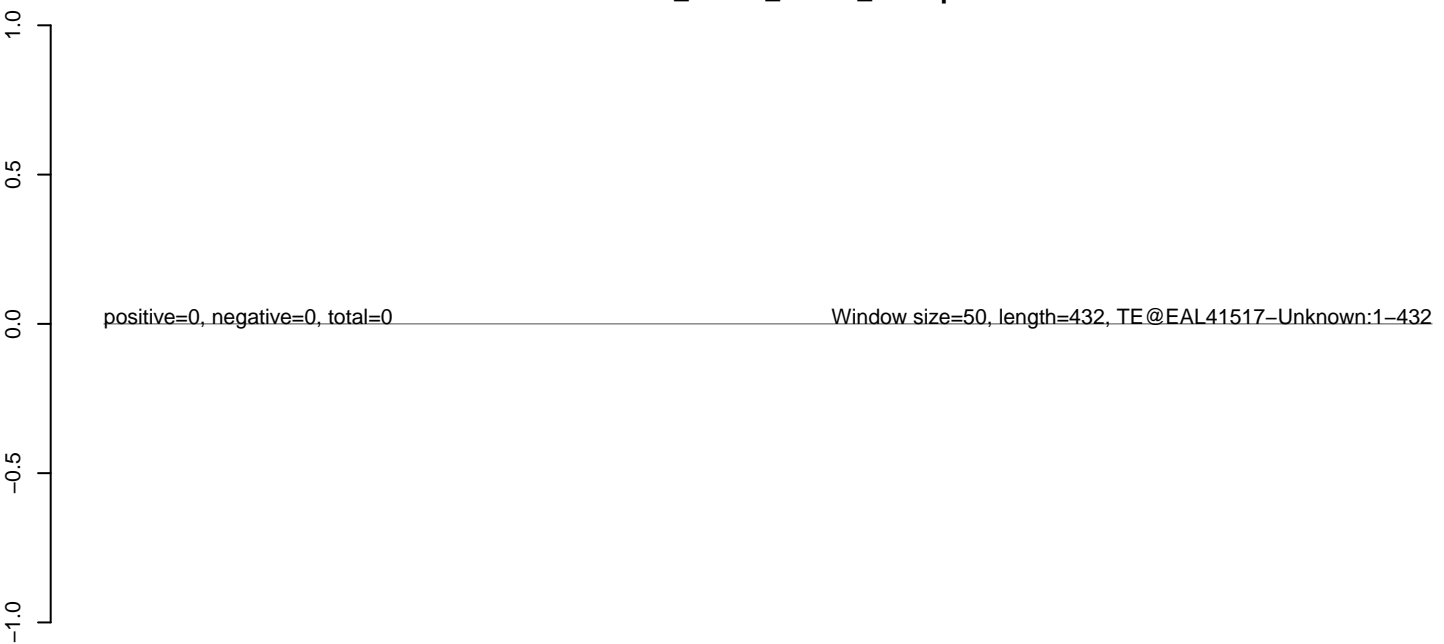 1.0
0.5
positive=0, negative=0, total=0
Window size=50, length=432, TE@EAL41517–Unknown:1–432
0.0
−0.5
−1.0